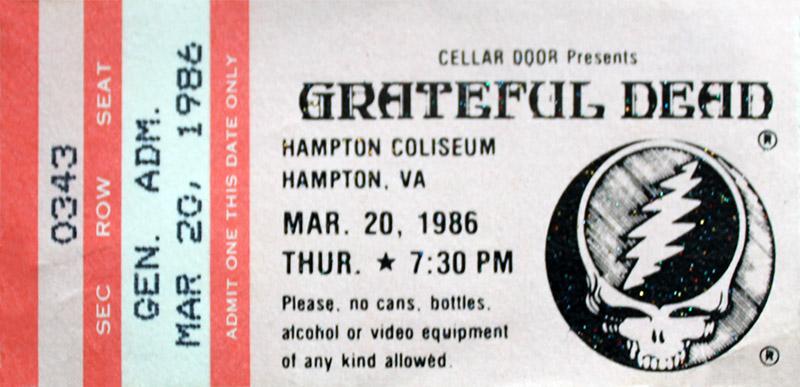 0343
SEC ROW SEAT
GEN. ADM.
MAR 20, 1986
ADMIT ONE THIS DATE ONLY
CELLAR DOOR Presents
GRATEFUL DEAD
HAMPTON COLISEUM
HAMPTON, VA
MAR. 20, 1986
THUR. ★ 7:30 PM
Please, no cans, bottles,
alcohol or video equipment
of any kind allowed.
®
®